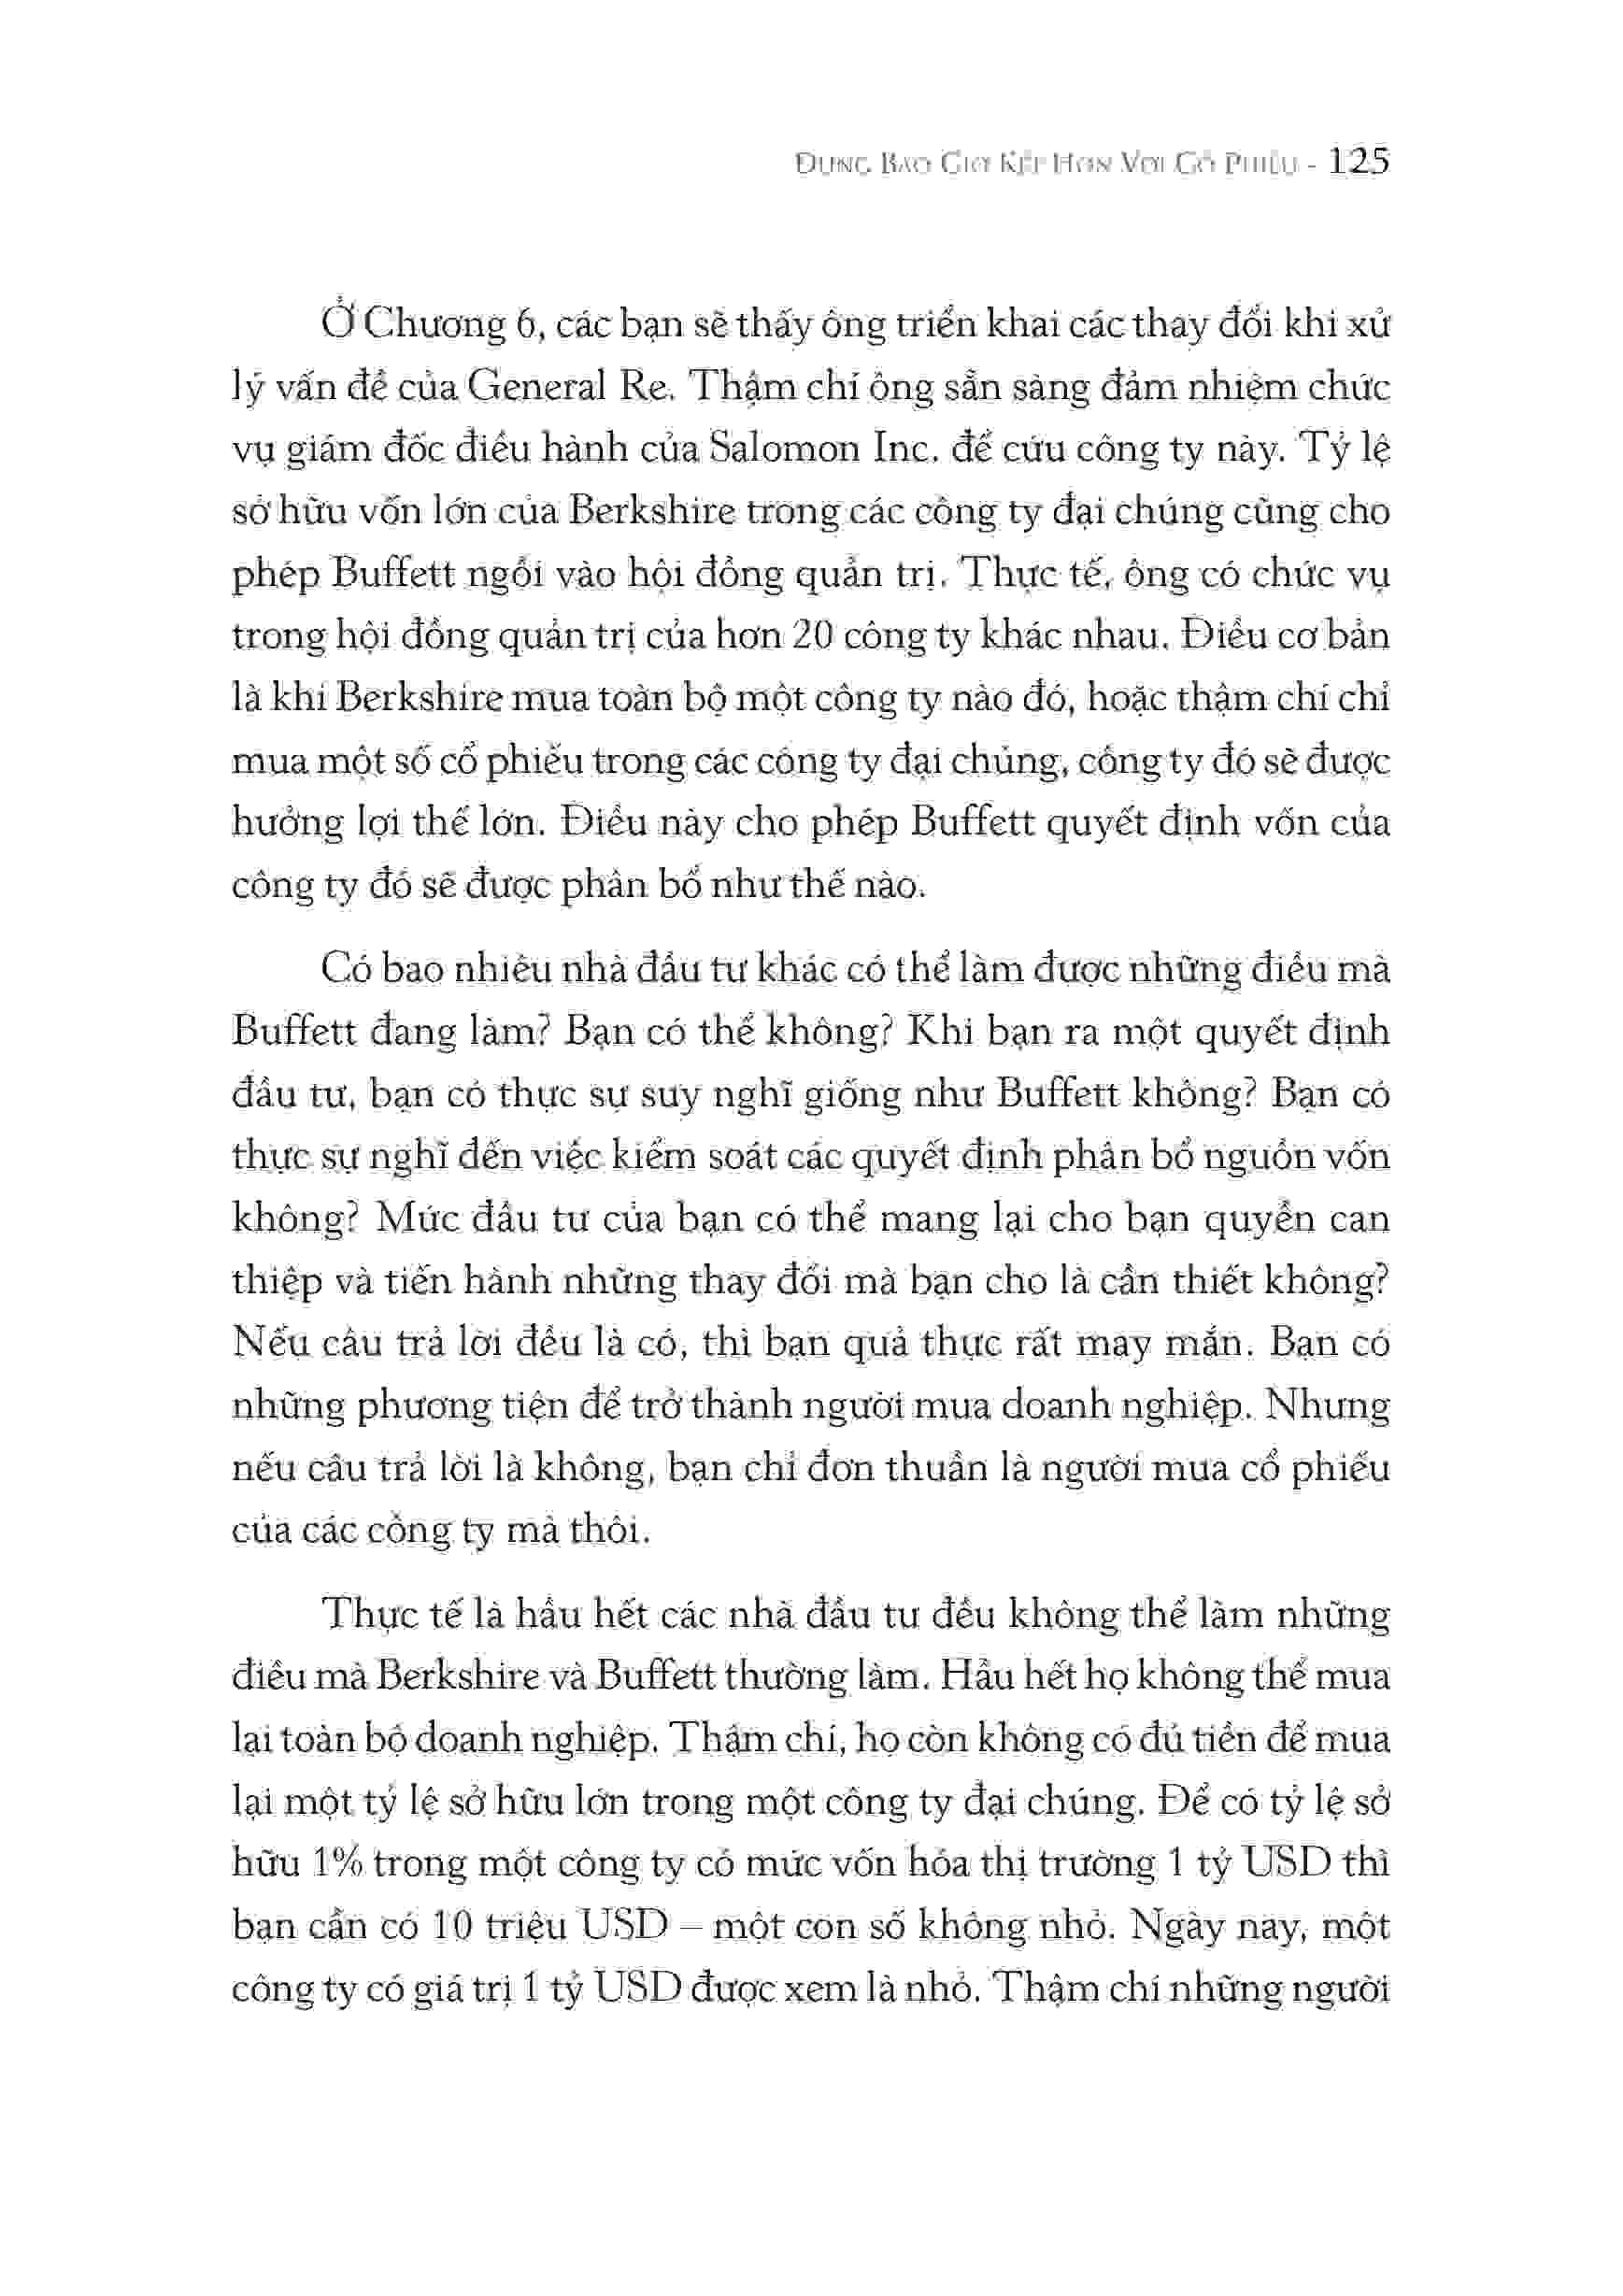 Đừng Bao Giờ Kết Hôn Với Cổ Phiếu - 125
Ở Chương 6, các bạn sẽ thấy ông triển khai các thay đổi khi xử
lý vấn đề của General Re. Thậm chí ông sẵn sàng đảm nhiệm chức
vụ giám đốc điều hành của Salomon Inc. để cứu công ty này. Tỷ lệ
sở hữu vốn lớn của Berkshire trong các công ty đại chúng cũng cho
phép Buffett ngồi vào hội đồng quản trị. Thực tế, ông có chức vụ
trong hội đồng quản trị của hơn 20 công ty khác nhau. Điều cơ bản
là khi Berkshire mua toàn bộ một công ty nào đó, hoặc thậm chí chỉ
mua một số cổ phiếu trong các công ty đại chúng, công ty đó sẽ được
hưởng lợi thế lớn. Điều này cho phép Buffett quyết định vốn của
công ty đó sẽ được phân bổ như thế nào.
Có bao nhiêu nhà đầu tư khác có thể làm được những điều mà
Buffett đang làm? Bạn có thể không? Khi bạn ra một quyết định
đầu tư, bạn có thực sự suy nghĩ giống như Buffett không? Bạn có
thực sự nghĩ đến việc kiểm soát các quyết định phân bổ nguồn vốn
không? Mức đầu tư của bạn có thể mang lại cho bạn quyền can
thiệp và tiến hành những thay đổi mà bạn cho là cần thiết không?
Nếu câu trả lời đều là có, thì bạn quả thực rất may mắn. Bạn có
những phương tiện để trở thành người mua doanh nghiệp. Nhưng
nếu câu trả lời là không, bạn chỉ đơn thuần là người mua cổ phiếu
của các công ty mà thôi.
Thực tế là hầu hết các nhà đầu tư đều không thể làm những
điều mà Berkshire và Buffett thường làm. Hầu hết họ không thể mua
lại toàn bộ doanh nghiệp. Thậm chí, họ còn không có đủ tiền để mua
lại một tỷ lệ sở hữu lớn trong một công ty đại chúng. Để có tỷ lệ sở
hữu 1% trong một công ty có mức vốn hóa thị trường 1 tỷ USD thì
bạn cần có 10 triệu USD – một con số không nhỏ. Ngày nay, một
công ty có giá trị 1 tỷ USD được xem là nhỏ. Thậm chí những người